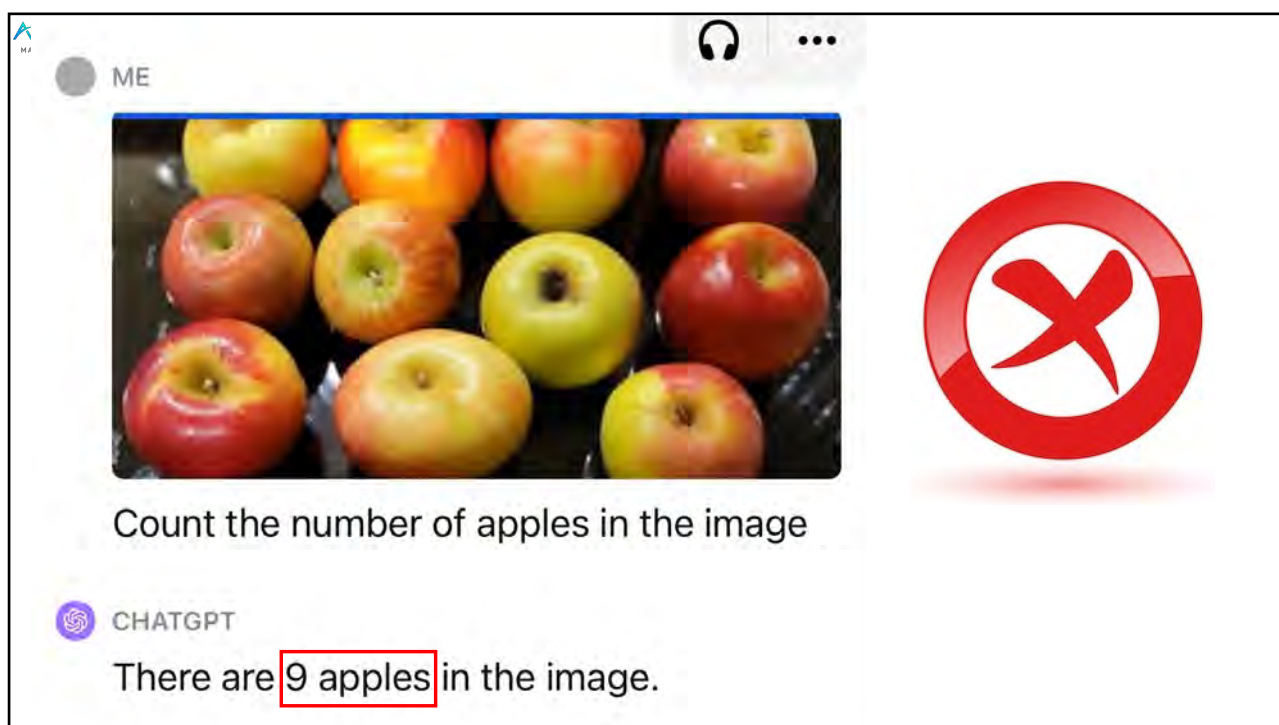 ME
Count the number of apples in the image
CHATGPT
There are 9 apples in the image.